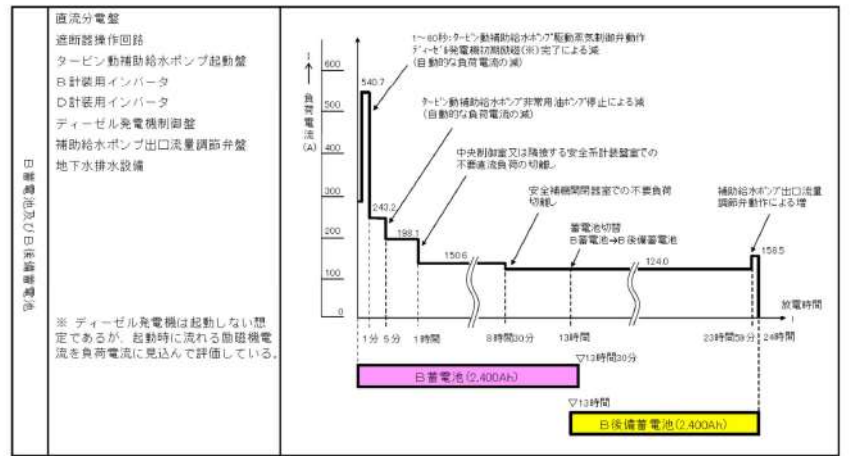 直流分電盤
遮断器操作回路
タービン動補助給水ポンプ起動盤
B計装用インバータ
D計装用インバータ
ディーゼル発電機制御盤
補助給水ポンプ出口流量調節弁盤
地下水排水設備
B蓄電池及びB後備蓄電池
※ ディーゼル発電機は起動しない想
定であるが、起動時に流れる励磁機電
流を負荷電流に見込んで評価している。
1～60秒:タービン動補助給水ポンプ駆動蒸気制御弁動作
ディーゼル発電機初期励磁(※)完了による減
(自動的な負荷電流の減)
タービン動補助給水ポンプ非常用油ポンプ停止による減
(自動的な負荷電流の減)
中央制御室又は隣接する安全系計装盤室での
不要直流負荷の切離し
安全補機開閉器室での不要負荷
切離し
蓄電池切替
B蓄電池→B後備蓄電池
補助給水ポンプ出口流量
調節弁動作による増
I
↑
負荷電流
(A)
600
500
400
300
200
100
0
540.7
243.2
198.1
150.6
124.0
158.5
放電時間
→ t
1分 5分 1時間 8時間30分 13時間 23時間59分 24時間
▽13時間30分
B蓄電池(2,400Ah)
▽13時間
B後備蓄電池(2,400Ah)